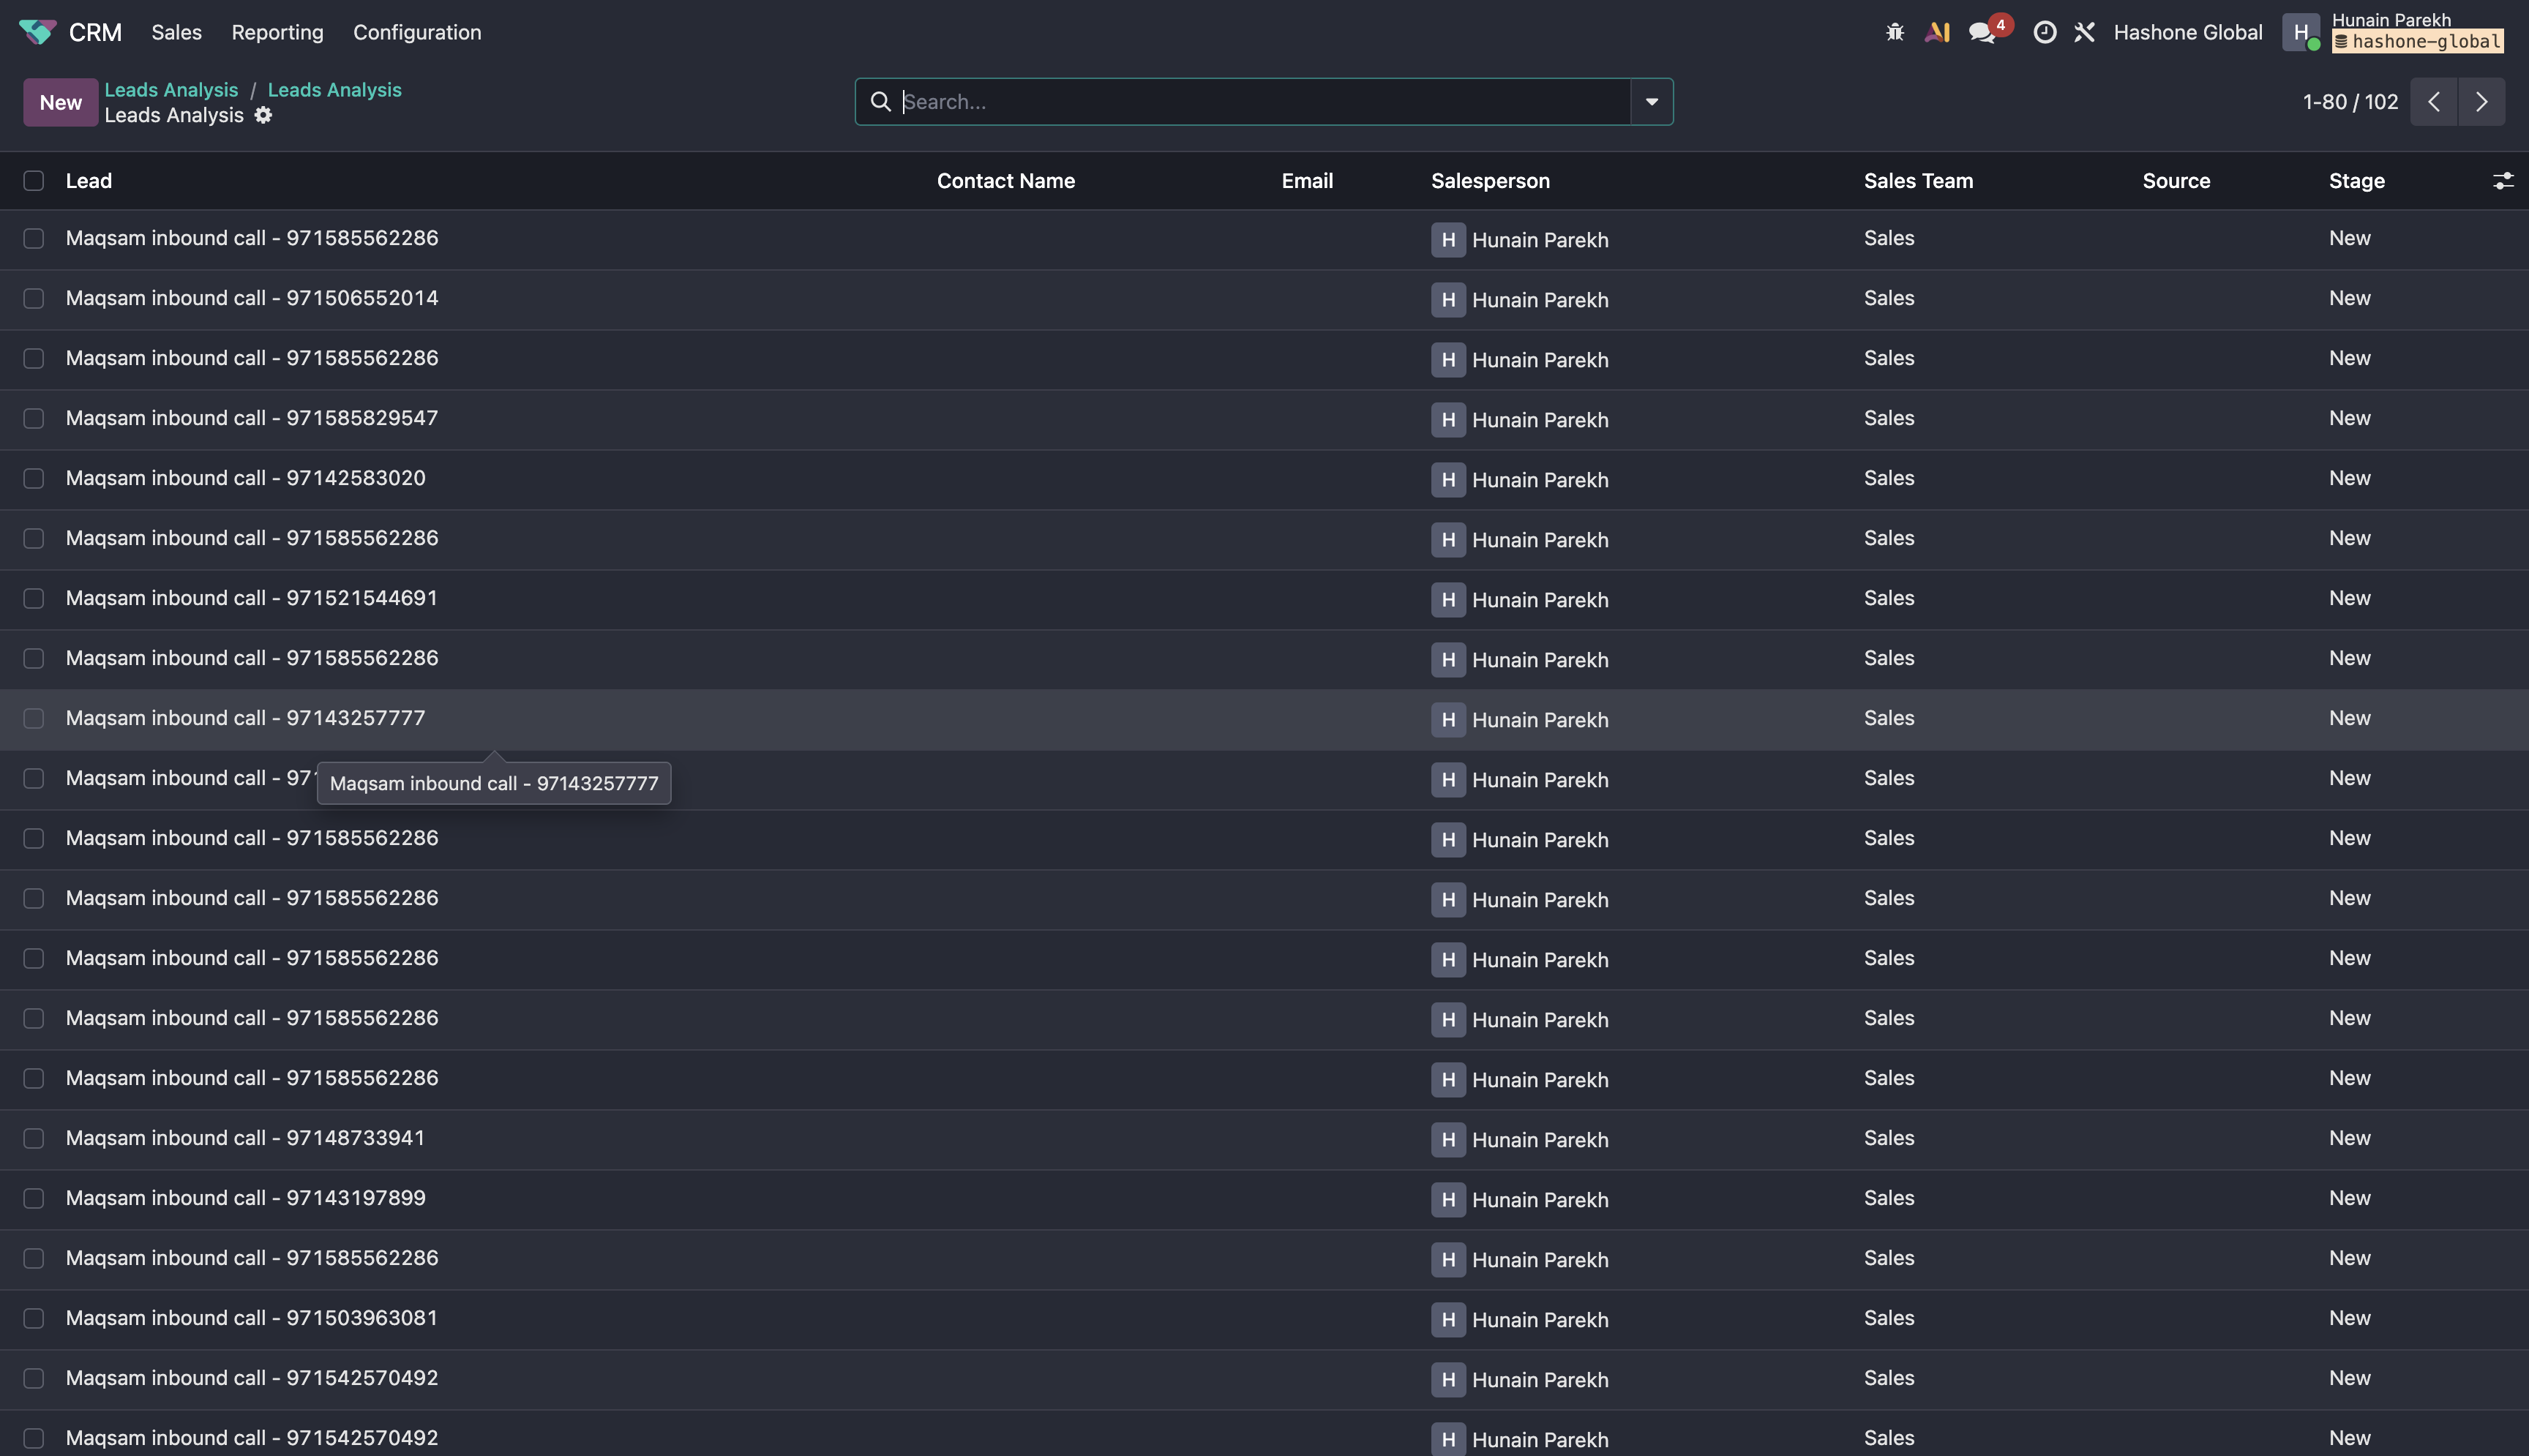 CRM Sales Reporting Configuration 4 Hashone Global H Hunain Parekh
hashone-global
New Leads Analysis / Leads Analysis Search... 1-80 / 102
Leads Analysis
Lead Contact Name Email Salesperson Sales Team Source Stage
Maqsam inbound call - 971585562286 H Hunain Parekh Sales New
Maqsam inbound call - 971506552014 H Hunain Parekh Sales New
Maqsam inbound call - 971585562286 H Hunain Parekh Sales New
Maqsam inbound call - 971585829547 H Hunain Parekh Sales New
Maqsam inbound call - 97142583020 H Hunain Parekh Sales New
Maqsam inbound call - 971585562286 H Hunain Parekh Sales New
Maqsam inbound call - 971521544691 H Hunain Parekh Sales New
Maqsam inbound call - 971585562286 H Hunain Parekh Sales New
Maqsam inbound call - 97143257777 H Hunain Parekh Sales New
Maqsam inbound call - 971 H Hunain Parekh Sales New
Maqsam inbound call - 97143257777
Maqsam inbound call - 971585562286 H Hunain Parekh Sales New
Maqsam inbound call - 971585562286 H Hunain Parekh Sales New
Maqsam inbound call - 971585562286 H Hunain Parekh Sales New
Maqsam inbound call - 971585562286 H Hunain Parekh Sales New
Maqsam inbound call - 971585562286 H Hunain Parekh Sales New
Maqsam inbound call - 97148733941 H Hunain Parekh Sales New
Maqsam inbound call - 97143197899 H Hunain Parekh Sales New
Maqsam inbound call - 971585562286 H Hunain Parekh Sales New
Maqsam inbound call - 971503963081 H Hunain Parekh Sales New
Maqsam inbound call - 971542570492 H Hunain Parekh Sales New
Maqsam inbound call - 971542570492 H Hunain Parekh Sales New